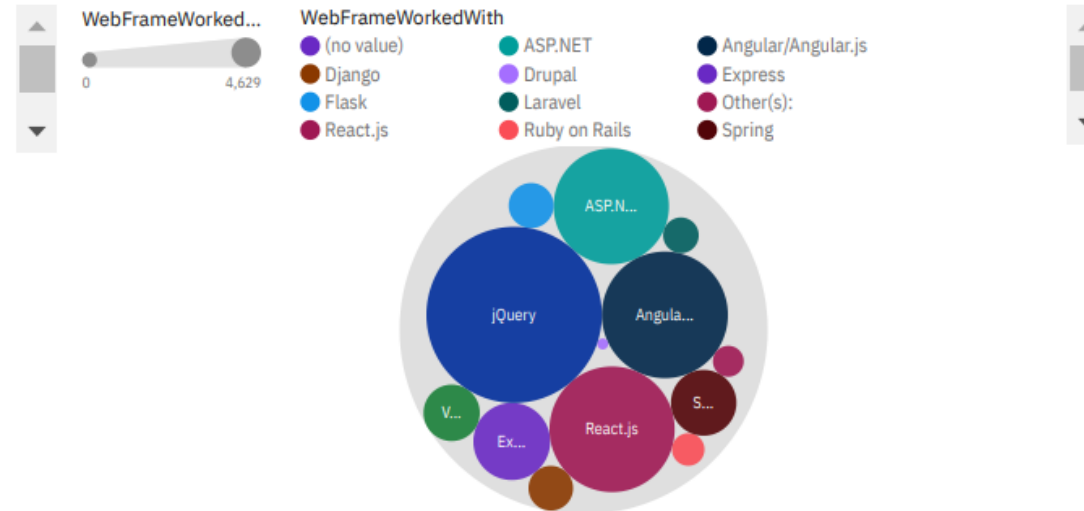 WebFrameWorked...
0
4,629
WebFrameWorkedWith
(no value)
ASP.NET
Angular/Angular.js
Django
Drupal
Express
Flask
Laravel
Other(s):
React.js
Ruby on Rails
Spring
ASP.N...
jQuery
Angula...
V...
Ex...
React.js
S...